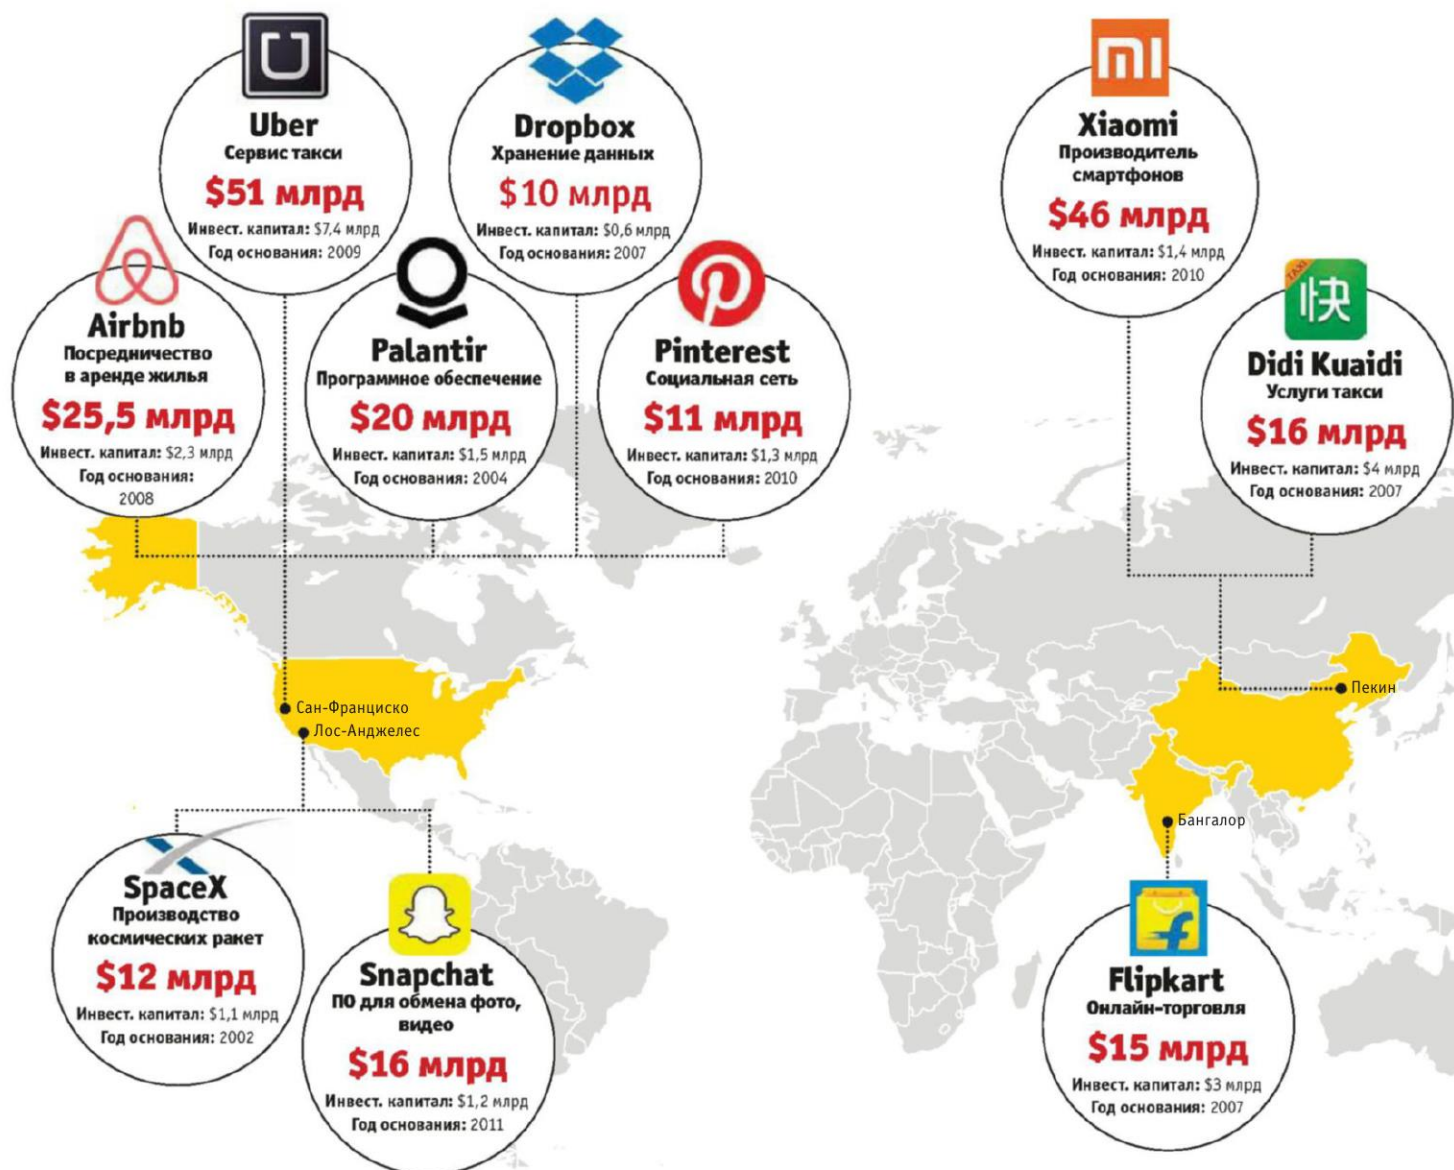 Uber
Сервис такси
$51 млрд
Инвест. капитал: $7,4 млрд
Год основания: 2009
Dropbox
Хранение данных
$10 млрд
Инвест. капитал: $0,6 млрд
Год основания: 2007
mi
Xiaomi
Производитель
смартфонов
$46 млрд
Инвест. капитал: $1,4 млрд
Год основания: 2010
Airbnb
Посредничество
в аренде жилья
$25,5 млрд
Инвест. капитал: $2,3 млрд
Год основания:
2008
Palantir
Программное обеспечение
$20 млрд
Инвест. капитал: $1,5 млрд
Год основания: 2004
Pinterest
Социальная сеть
$11 млрд
Инвест. капитал: $1,3 млрд
Год основания: 2010
TAXI
快
Didi Kuaidi
Услуги такси
$16 млрд
Инвест. капитал: $4 млрд
Год основания: 2007
Сан-Франциско
Лос-Анджелес
Пекин
Бангалор
SpaceX
Производство
космических ракет
$12 млрд
Инвест. капитал: $1,1 млрд
Год основания: 2002
Snapchat
ПО для обмена фото,
видео
$16 млрд
Инвест. капитал: $1,2 млрд
Год основания: 2011
Flipkart
Онлайн-торговля
$15 млрд
Инвест. капитал: $3 млрд
Год основания: 2007